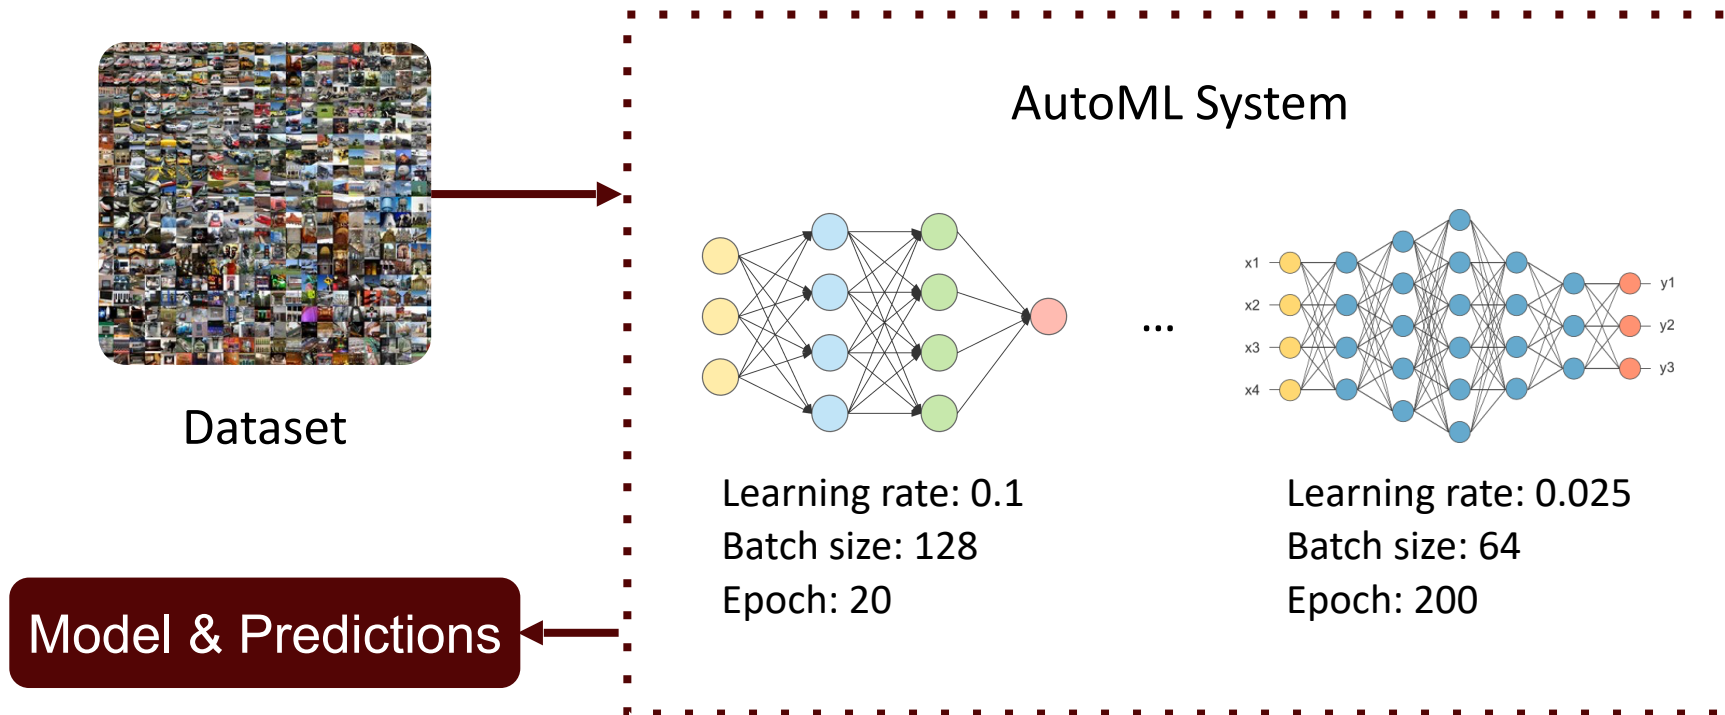 AutoML System
Dataset
x1
x2
x3
x4
y1
y2
y3
...
Learning rate: 0.1
Batch size: 128
Epoch: 20
Learning rate: 0.025
Batch size: 64
Epoch: 200
Model & Predictions